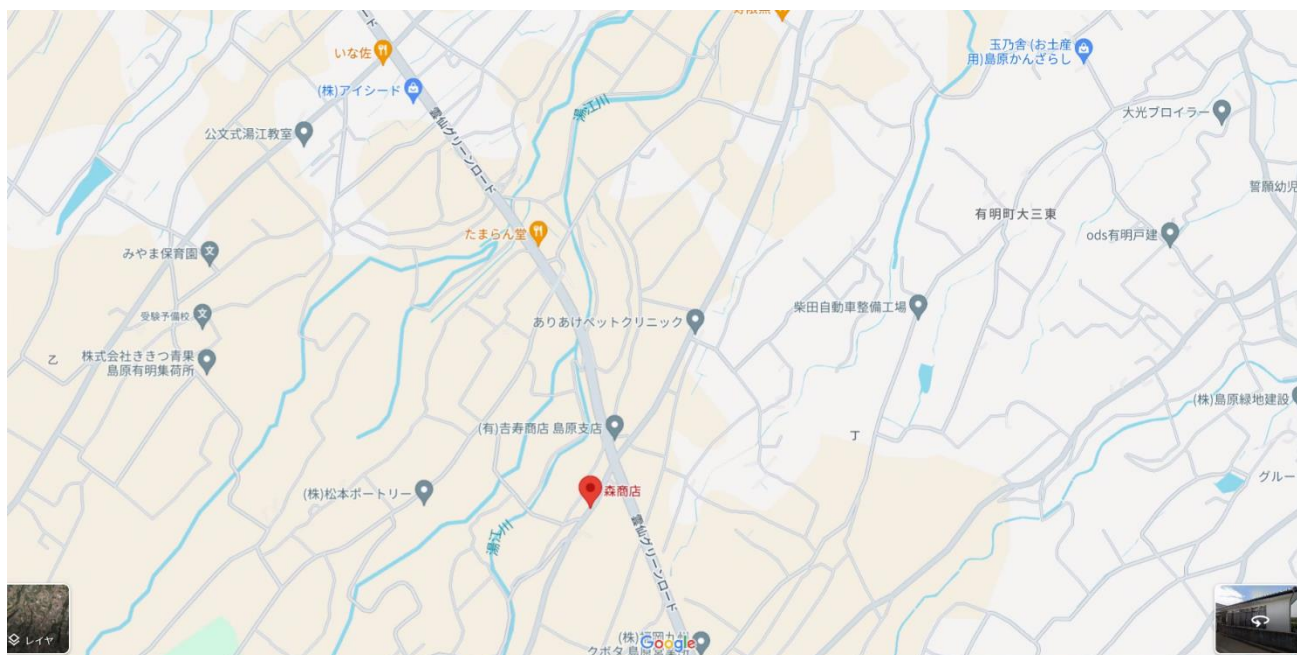 いな佐
(株)アイシード
公文式湯江教室
雲仙グリーンロード
湯江川
玉乃舎 (お土産
用)島原かんざらし
大光ブロイラー
誓願幼児
有明町大三東
ods有明戸建
たまらん堂
みやま保育園
受験予備校
乙
株式会社ききつ青果
島原有明集荷所
ありあけペットクリニック
柴田自動車整備工場
(株)島原緑地建設
(有)吉寿商店 島原支店
丁
グルー
(株)松本ポートリー
森商店
湯江川
雲仙グリーンロード
レイヤ
Google